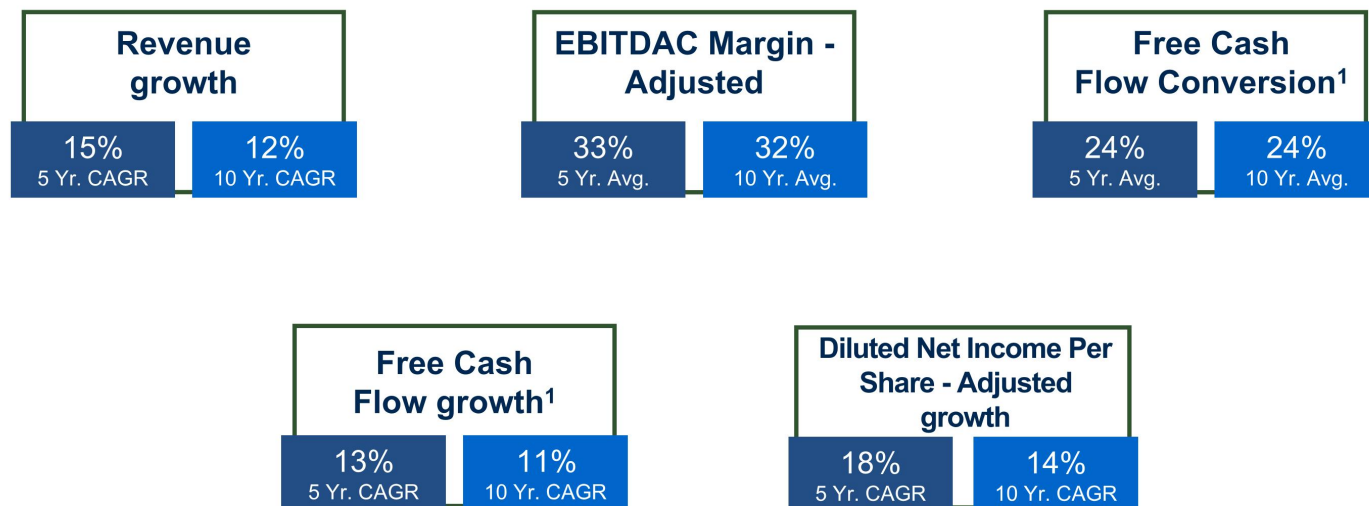 Revenue
growth
15%
5 Yr. CAGR
12%
10 Yr. CAGR
EBITDAC Margin -
Adjusted
33%
5 Yr. Avg.
32%
10 Yr. Avg.
Free Cash
Flow Conversion¹
24%
5 Yr. Avg.
24%
10 Yr. Avg.
Free Cash
Flow growth¹
13%
5 Yr. CAGR
11%
10 Yr. CAGR
Diluted Net Income Per
Share - Adjusted
growth
18%
5 Yr. CAGR
14%
10 Yr. CAGR